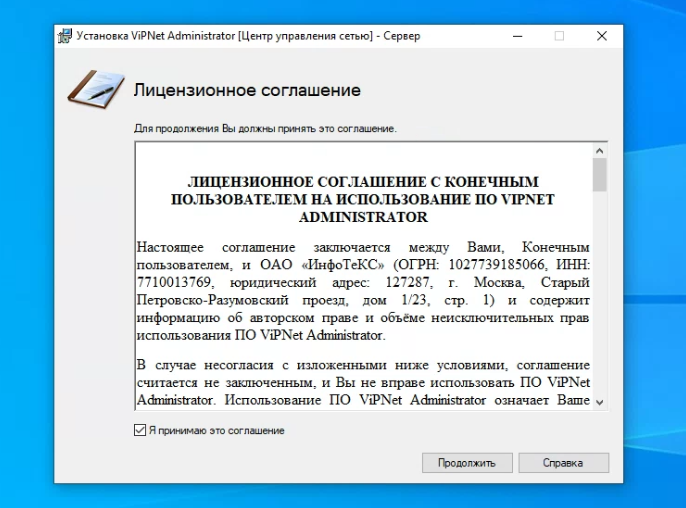 Установка ViPNet Administrator [Центр управления сетью] - Сервер
Лицензионное соглашение
Для продолжения Вы должны принять это соглашение.
ЛИЦЕНЗИОННОЕ СОГЛАШЕНИЕ С КОНЕЧНЫМ
ПОЛЬЗОВАТЕЛЕМ НА ИСПОЛЬЗОВАНИЕ ПО VIPNET
ADMINISTRATOR
Настоящее соглашение заключается между Вами, Конечным
пользователем, и ОАО «ИнфоТеКС» (ОГРН: 1027739185066, ИНН:
7710013769, юридический адрес: 127287, г. Москва, Старый
Петровско-Разумовский проезд, дом 1/23, стр. 1) и содержит
информацию об авторском праве и объёме неисключительных прав
использования ПО ViPNet Administrator.
В случае несогласия с изложенными ниже условиями, соглашение
считается не заключенным, и Вы не вправе использовать ПО ViPNet
Administrator. Использование ПО ViPNet Administrator означает Ваше
Я принимаю это соглашение
Продолжить
Справка